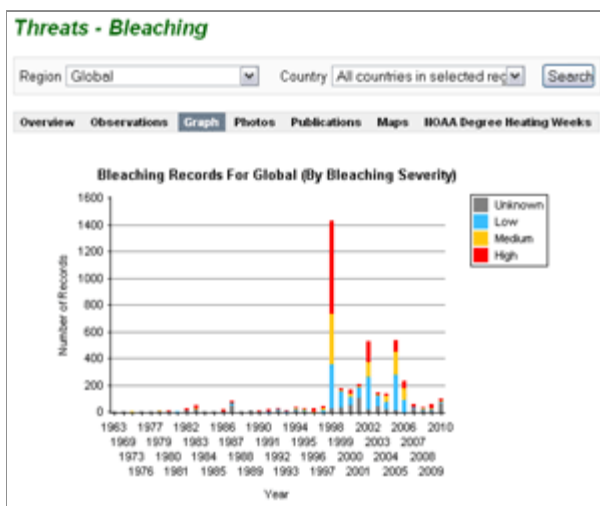 Threats - Bleaching
Region Global Country All countries in selected reg Search
Overview Observations Graph Photos Publications Maps NOAA Degree Heating Weeks
Bleaching Records For Global (By Bleaching Severity)
Unknown
Low
Medium
High
Number of Records
1600
1400
1200
1000
800
600
400
200
0
1963 1977 1982 1986 1990 1994 1998 2002 2006 2010
1969 1979 1983 1987 1991 1995 1999 2003 2007
1973 1980 1984 1988 1992 1996 2000 2004 2008
1976 1981 1985 1989 1993 1997 2001 2005 2009
Year